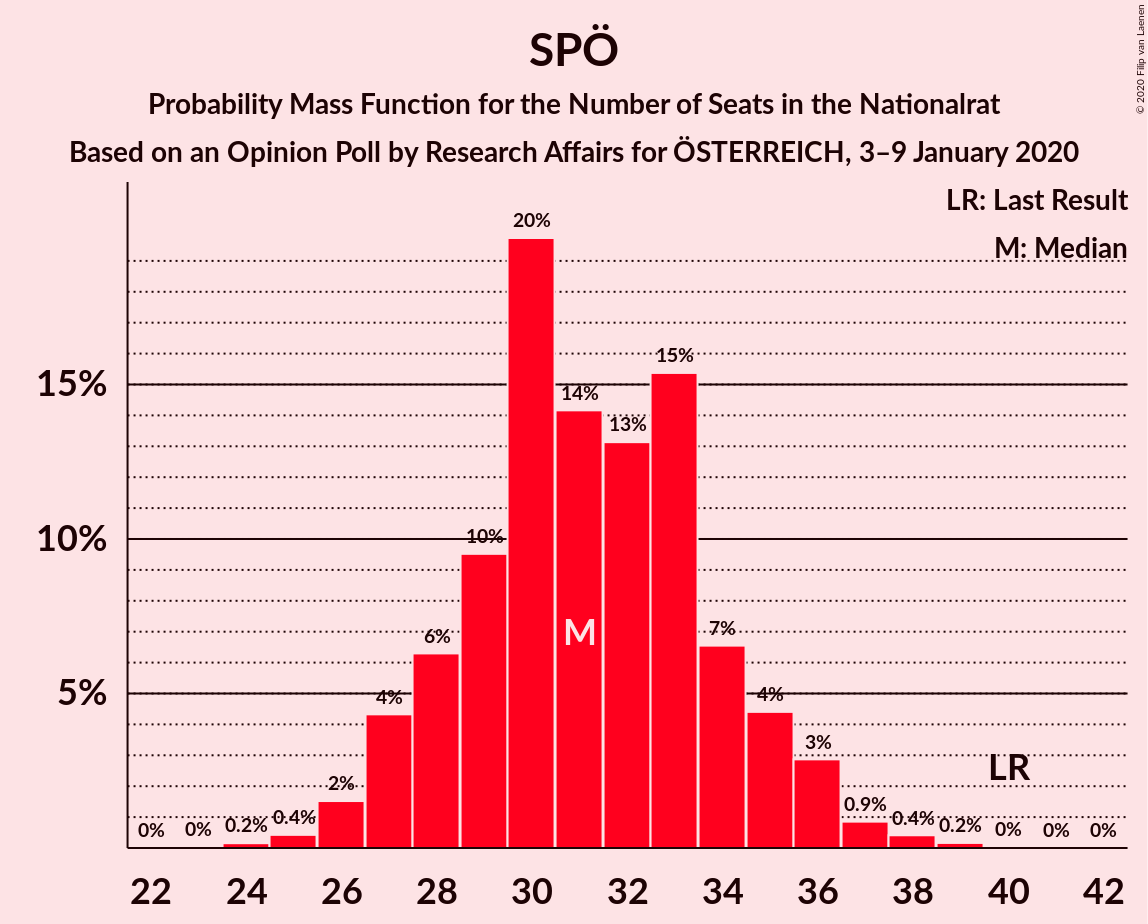 SPÖ
Probability Mass Function for the Number of Seats in the Nationalrat
Based on an Opinion Poll by Research Affairs for ÖSTERREICH, 3–9 January 2020
© 2020 Filip van Laenen
LR: Last Result
M: Median
20%
15%
15%
14%
13%
10%
10%
M
7%
6%
5%
4%
4%
3%
LR
2%
0.9%
0% 0% 0.2% 0.4% 0.4% 0.2% 0% 0% 0%
22 24 26 28 30 32 34 36 38 40 42